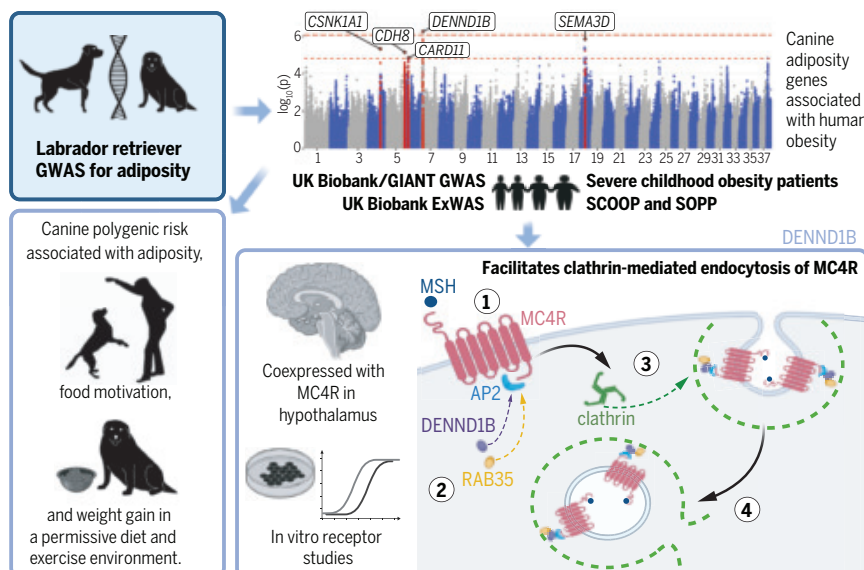 Labrador retriever
GWAS for adiposity
CSNK1A1
CDH8
CARD11
DENND1B
SEMA3D
log10(p)
6
4
2
0
1 3 5 7 9 11 13 15 17 19 21 23 25 27 29 31 33 35 37
Canine
adiposity
genes
associated
with human
obesity
UK Biobank/GIANT GWAS
UK Biobank ExWAS
Severe childhood obesity patients
SCOOP and SOPP
Canine polygenic risk
associated with adiposity,
food motivation,
and weight gain in
a permissive diet and
exercise environment.
DENND1B
Facilitates clathrin-mediated endocytosis of MC4R
Coexpressed with
MC4R in
hypothalamus
In vitro receptor
studies
MSH
1
MC4R
AP2
DENND1B
RAB35
2
3
clathrin
4